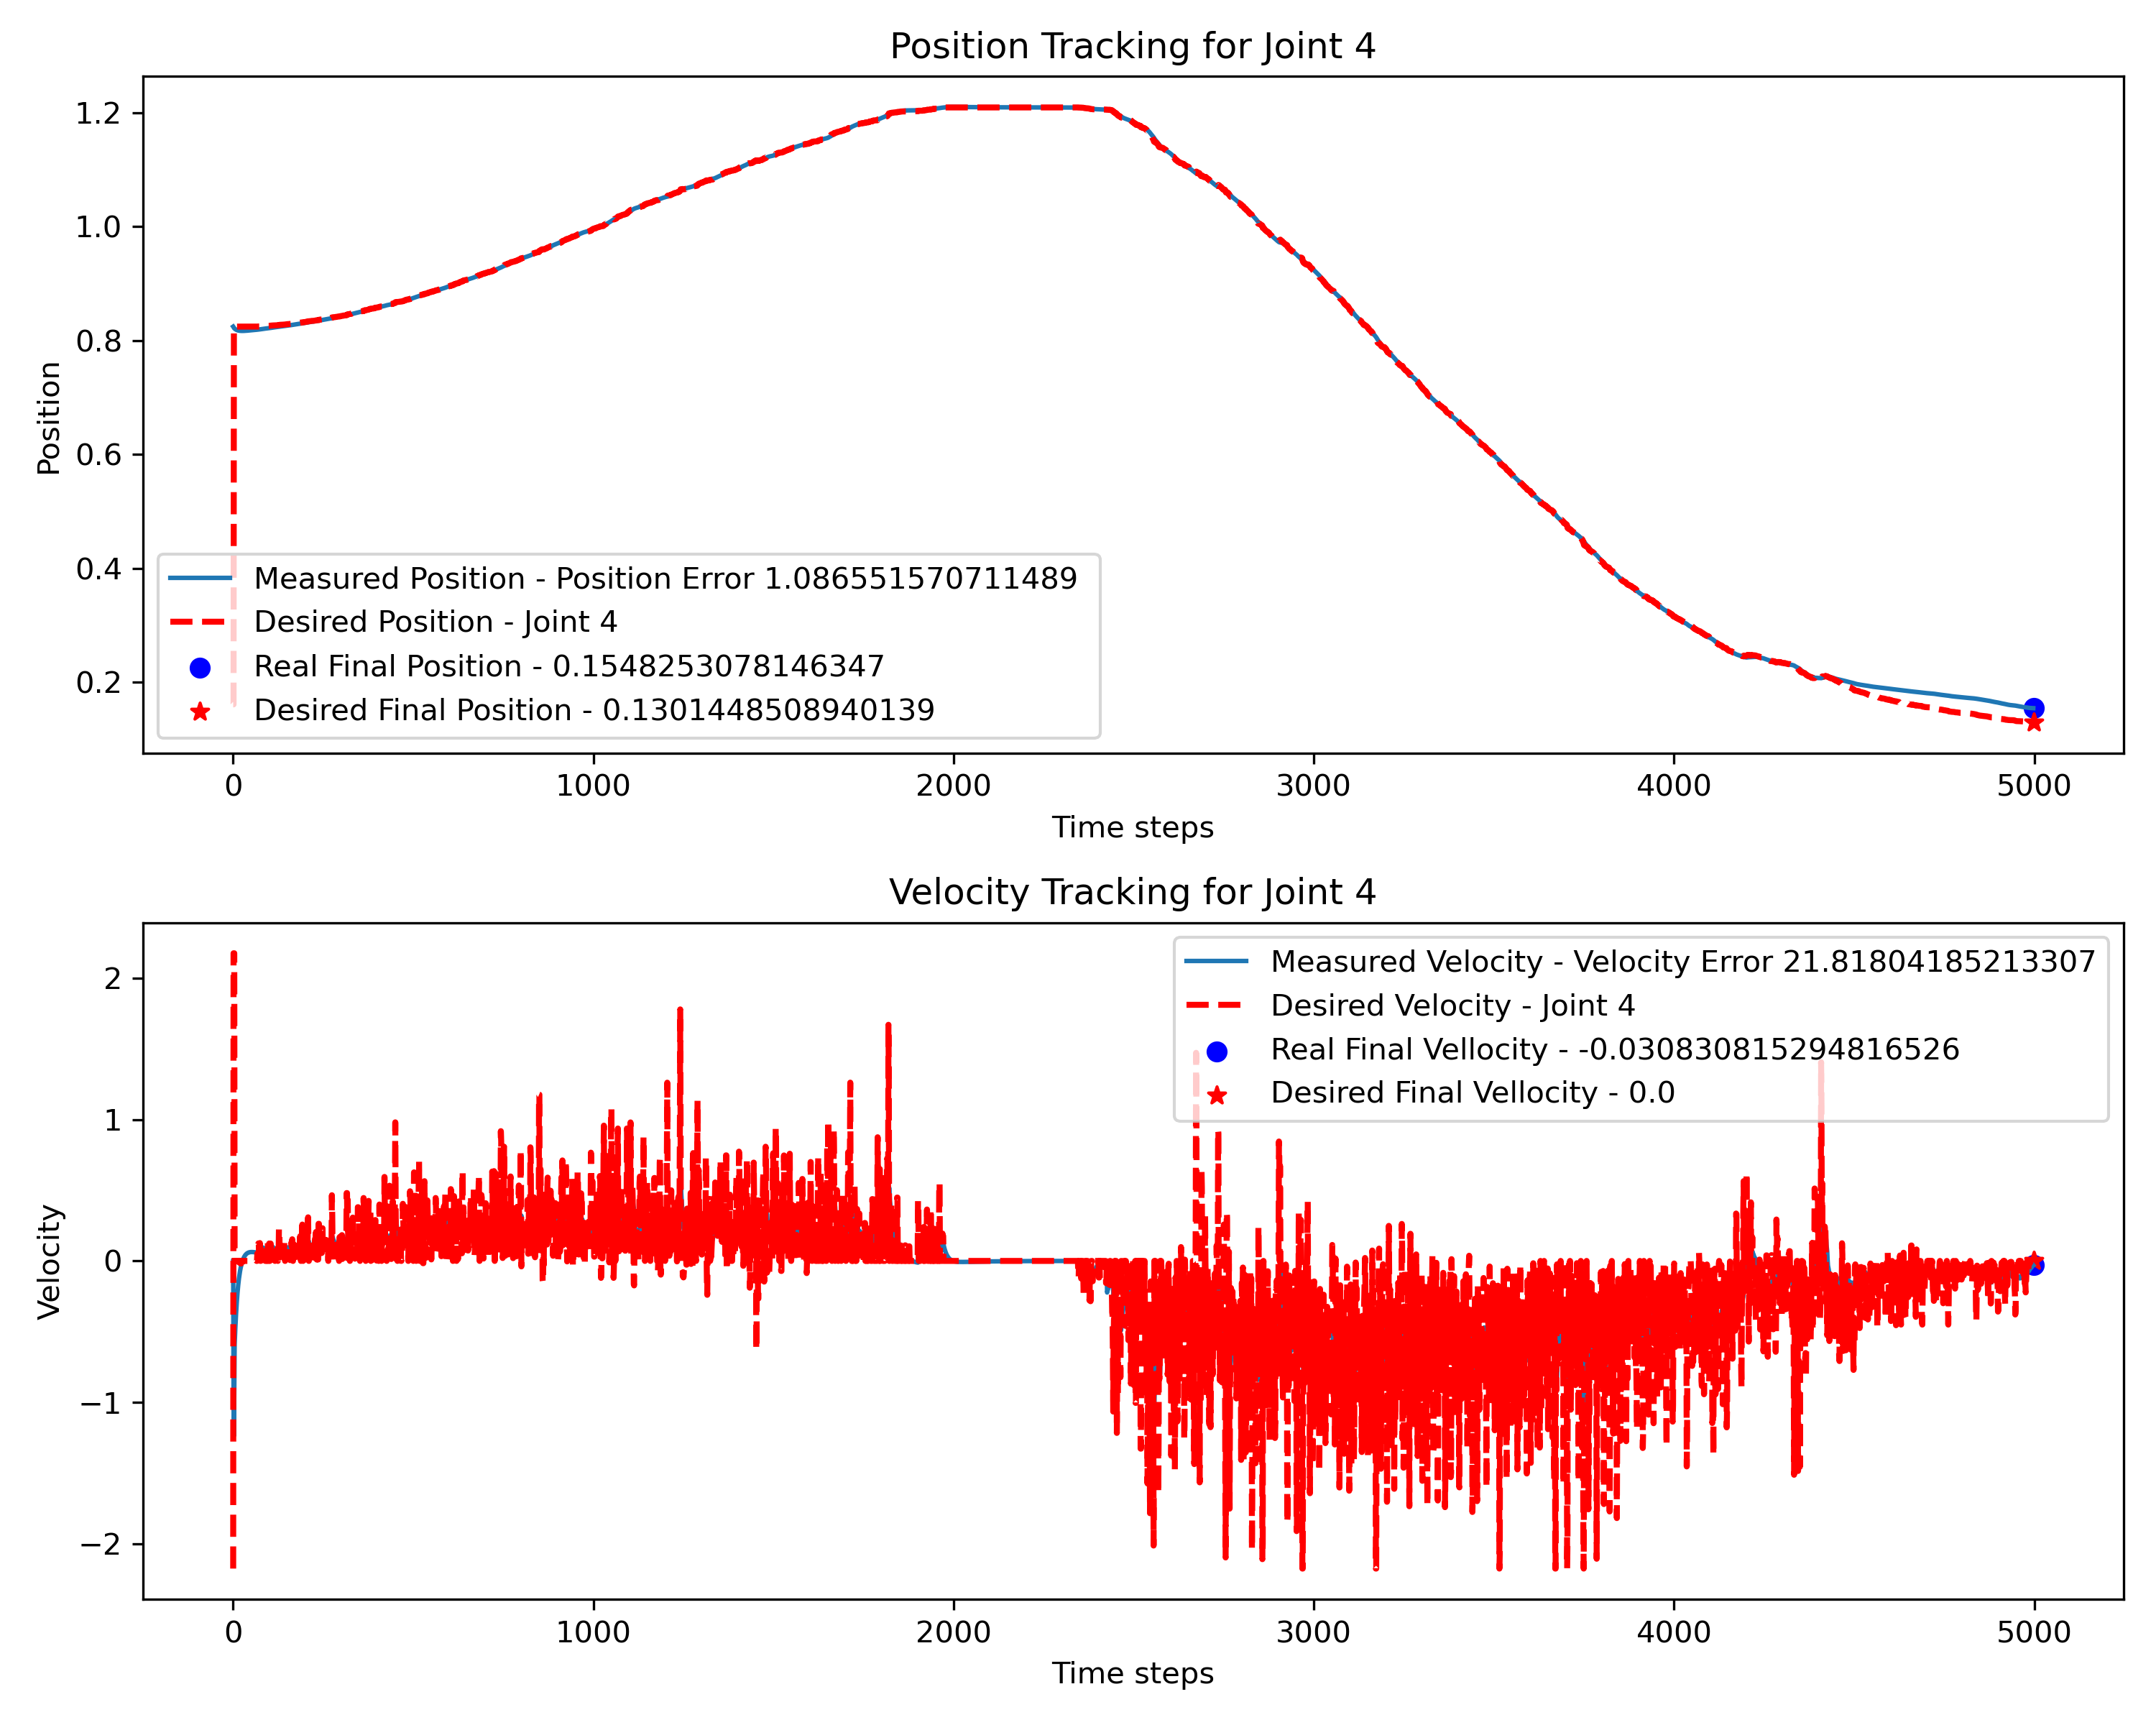 Position Tracking for Joint 4
1.2
1.0
0.8
0.6
0.4
0.2
Position
Measured Position - Position Error 1.086551570711489
Desired Position - Joint 4
Real Final Position - 0.1548253078146347
Desired Final Position - 0.1301448508940139
0 1000 2000 3000 4000 5000
Time steps
Velocity Tracking for Joint 4
2
1
0
−1
−2
Velocity
Measured Velocity - Velocity Error 21.81804185213307
Desired Velocity - Joint 4
Real Final Vellocity - -0.030830815294816526
Desired Final Vellocity - 0.0
0 1000 2000 3000 4000 5000
Time steps